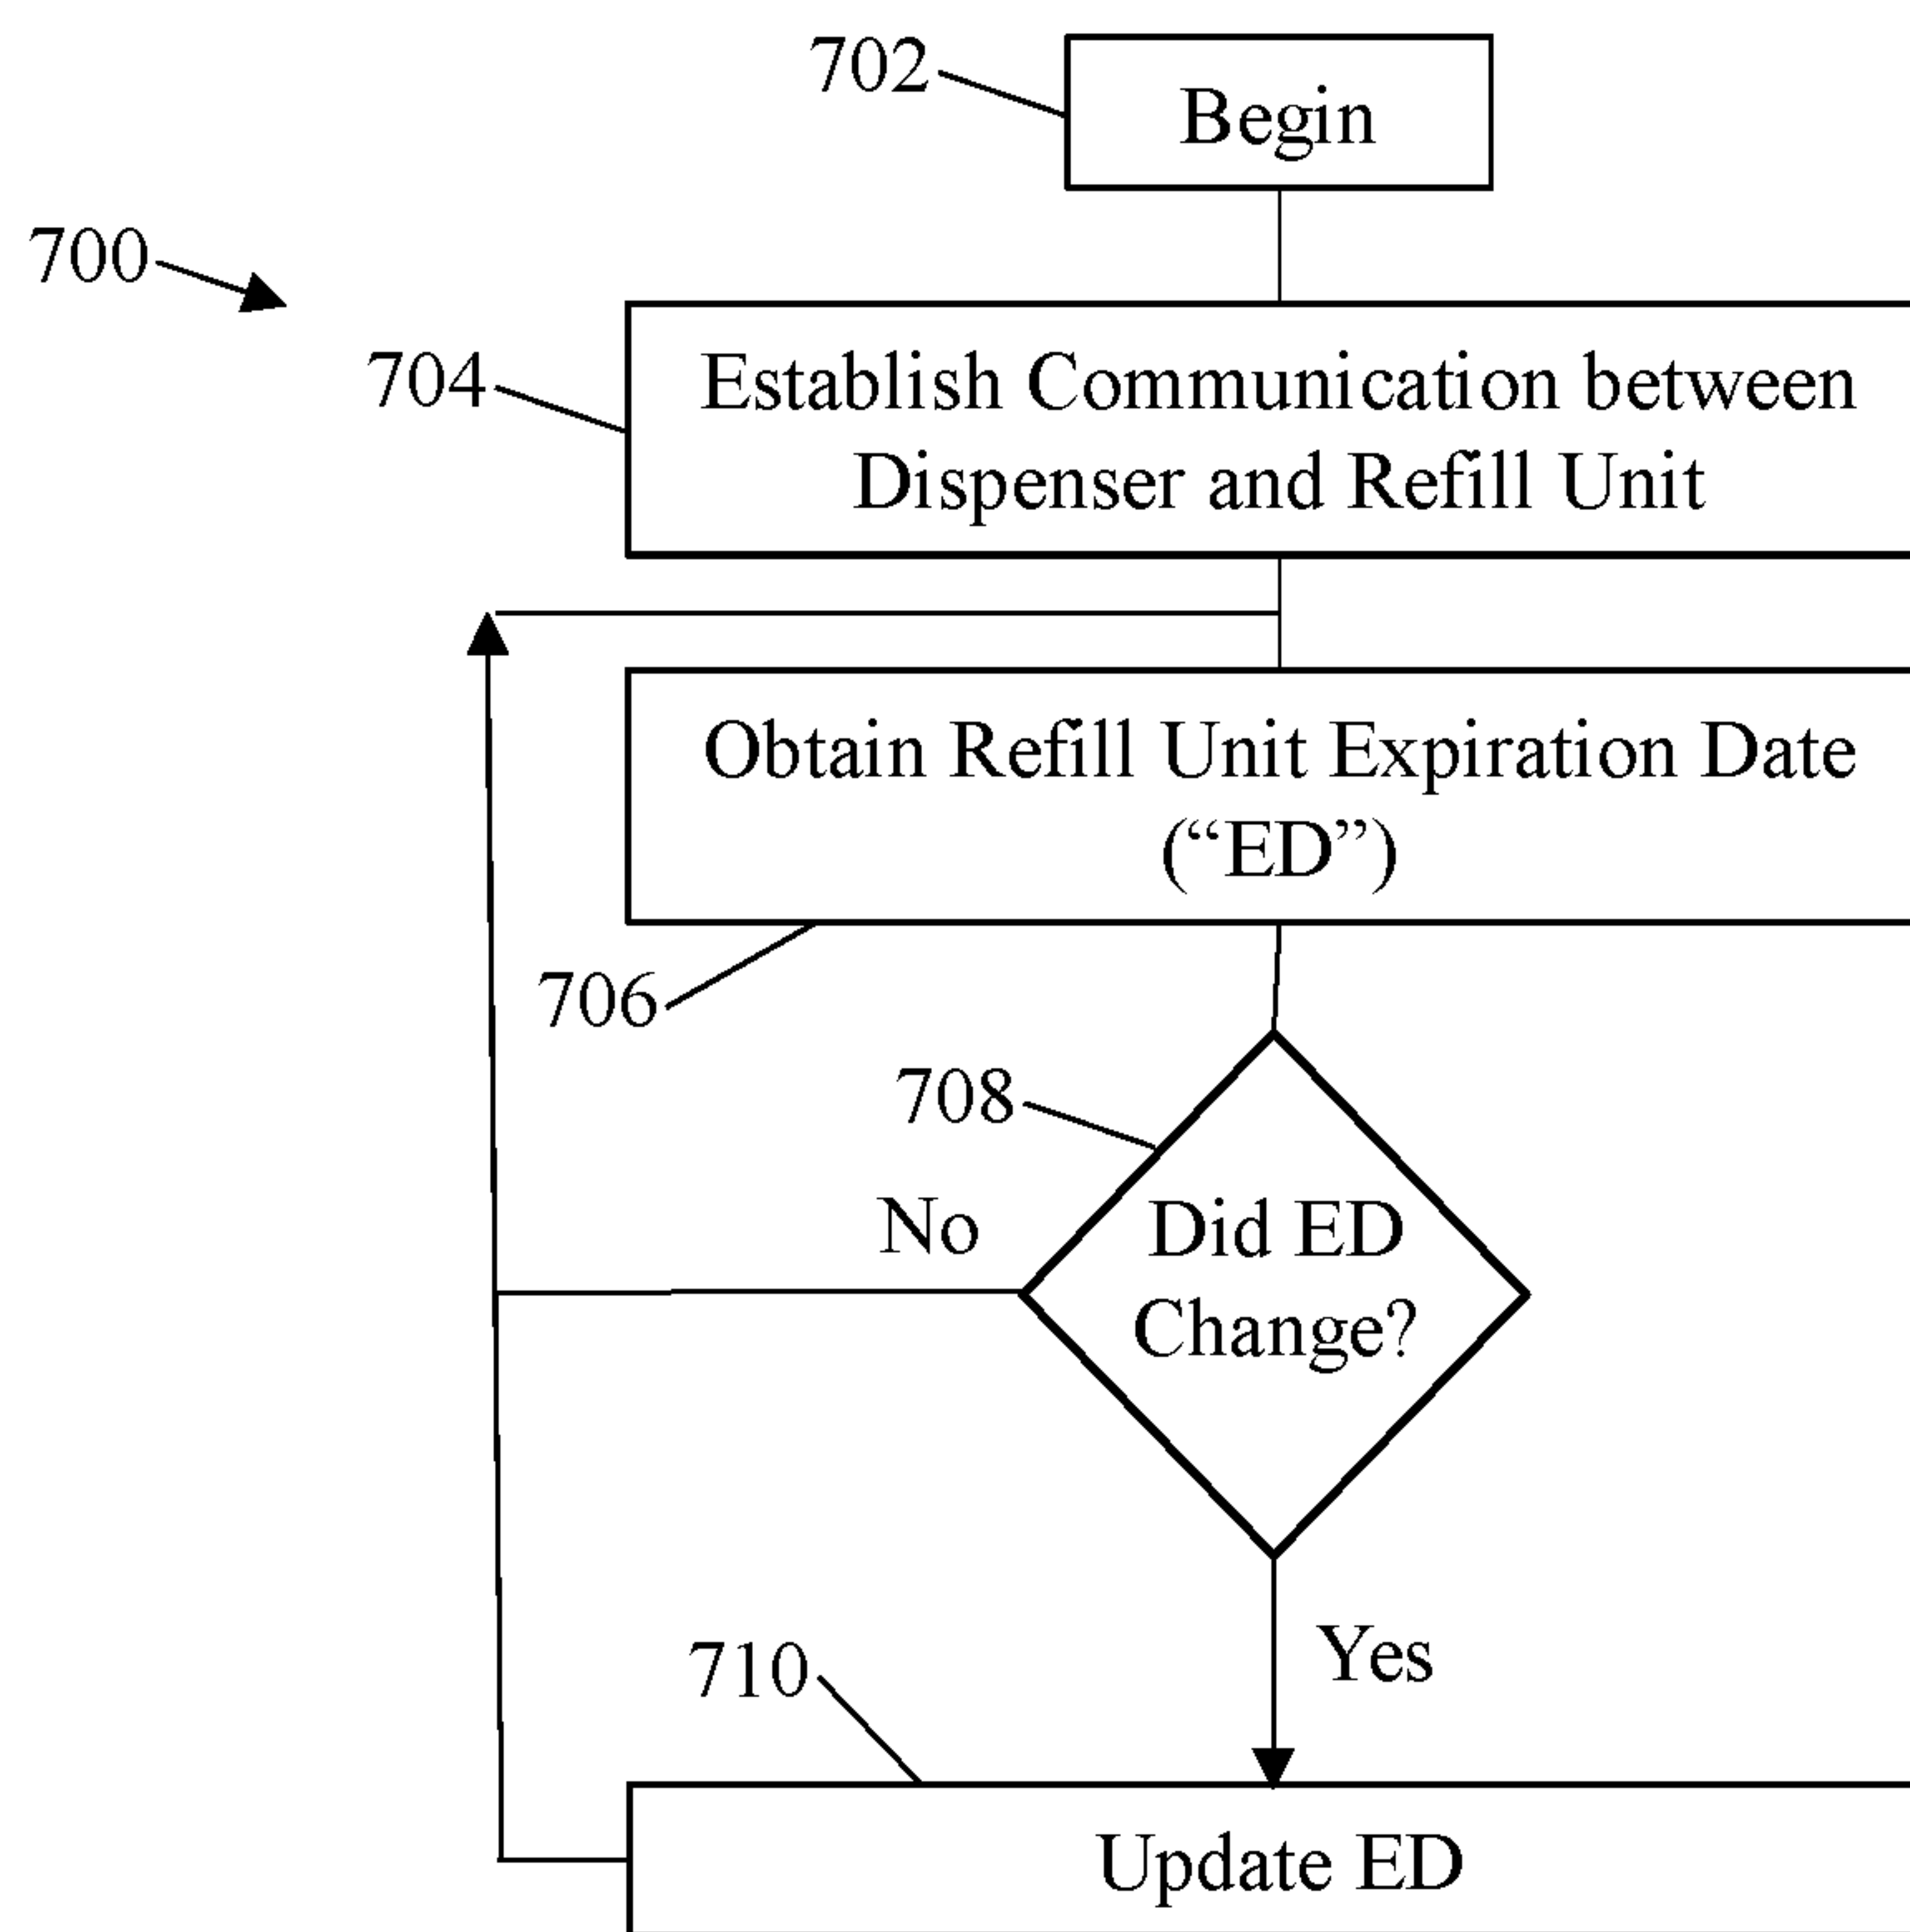 702
Begin
700
704
Establish Communication between
Dispenser and Refill Unit
Obtain Refill Unit Expiration Date
(“ED”)
706
708
No
Did ED
Change?
Yes
710
Update ED